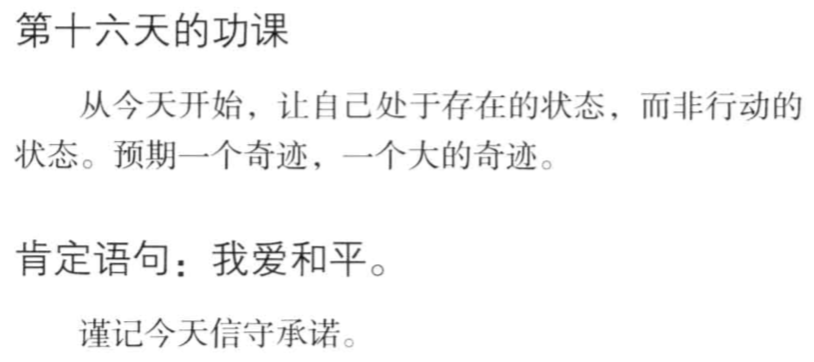 第十六天的功课
从今天开始，让自己处于存在的状态，而非行动的
状态。预期一个奇迹，一个大的奇迹。
肯定语句：我爱和平。
谨记今天信守承诺。